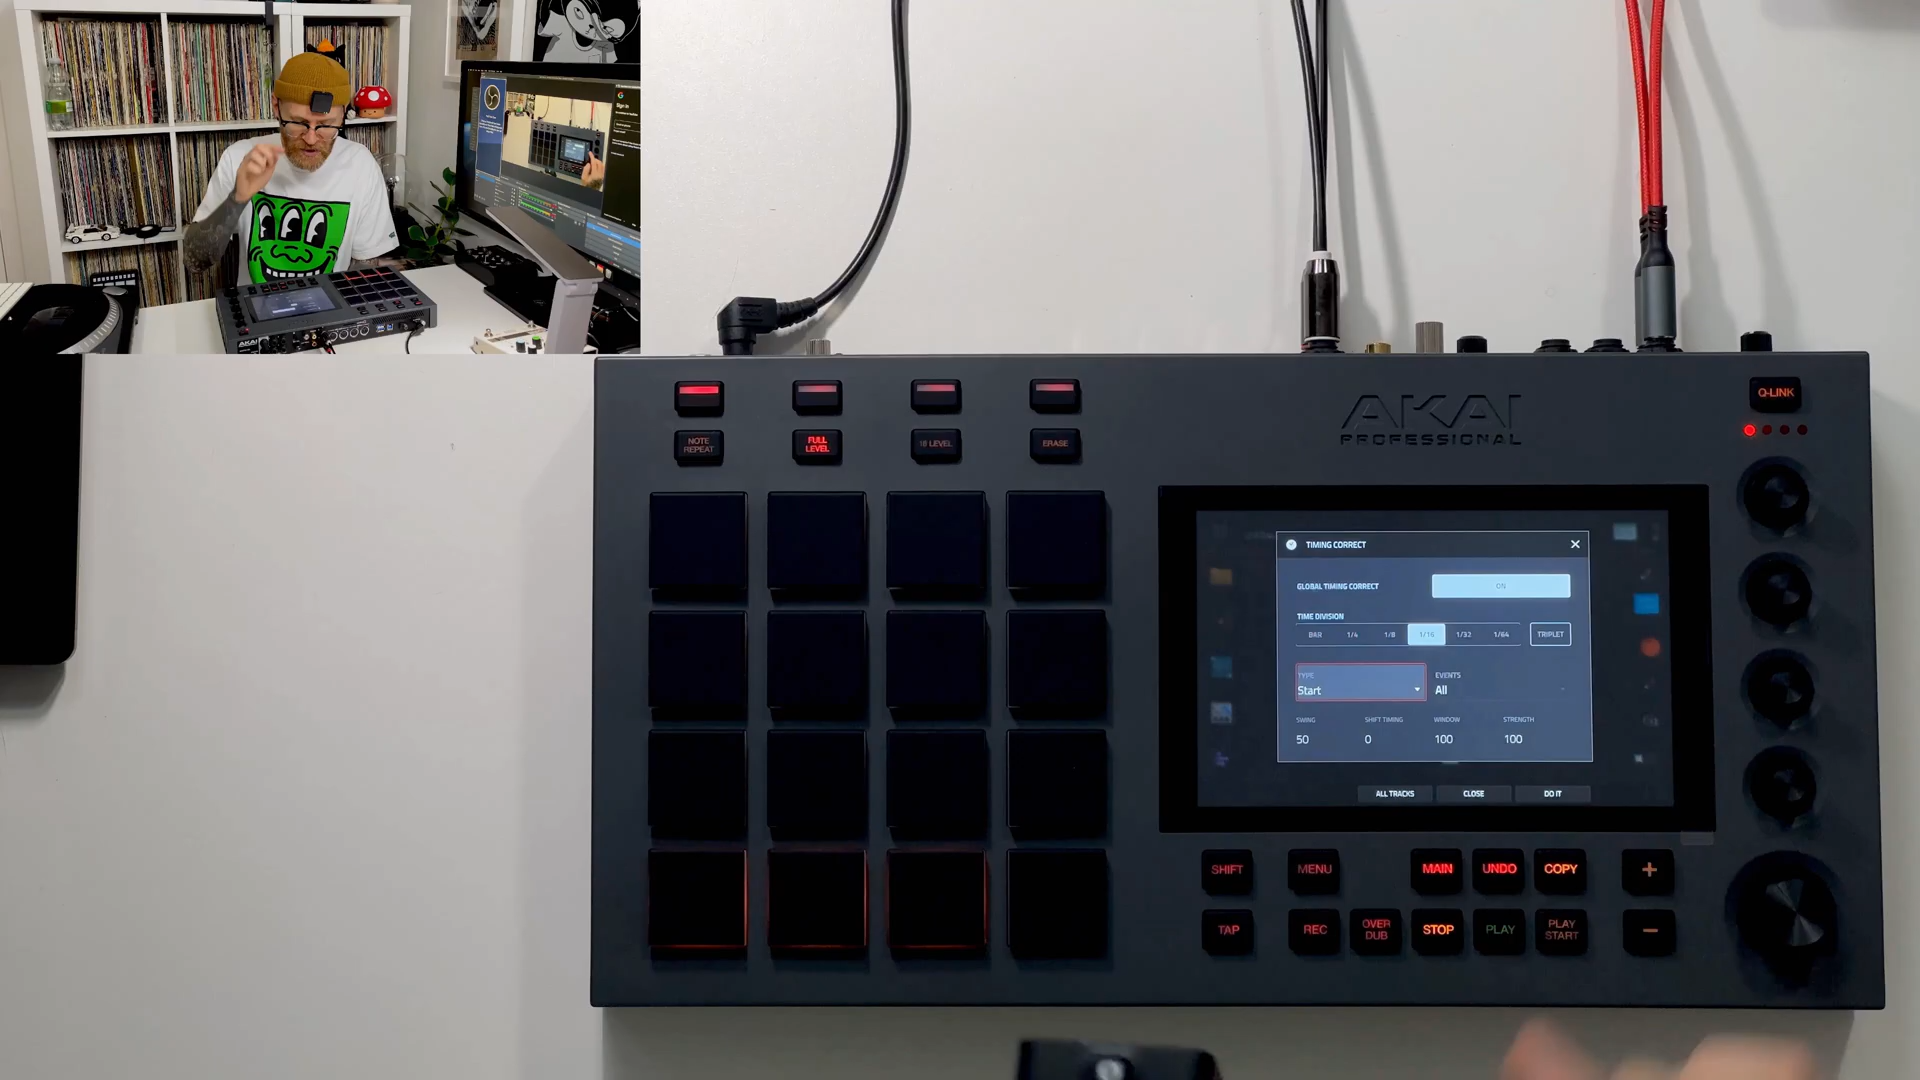 AKAI
AKAI
PROFESSIONAL
Q-LINK
NOTE
REPEAT
FULL
LEVEL
16 LEVEL
ERASE
TIMING CORRECT
GLOBAL TIMING CORRECT
ON
TIME DIVISION
BAR 1/4 1/8 1/16 1/32 1/64 TRIPLET
TYPE
Start
EVENTS
All
SWING SHIFT TIMING WINDOW STRENGTH
50 0 100 100
ALL TRACKS CLOSE DO IT
SHIFT MENU MAIN UNDO COPY +
TAP REC OVER
DUB STOP PLAY PLAY
START −
Sign in